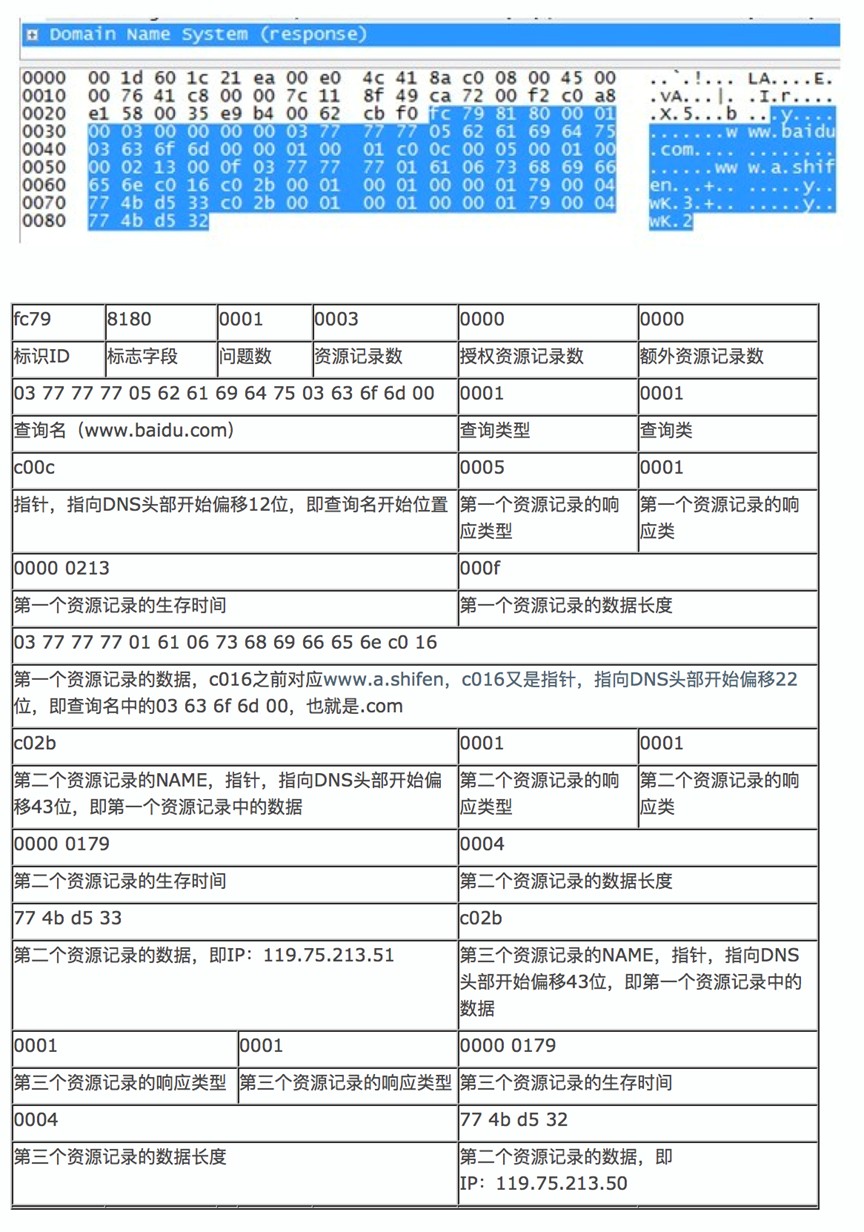 Domain Name System (response)
0000 00 1d 60 1c 21 ea 00 e0 4c 41 8a c0 08 00 45 00 ..`.!... LA....E.
0010 00 76 41 c8 00 00 7c 11 8f 49 ca 72 00 f2 c0 a8 .vA...|. .I.r....
0020 e1 58 00 35 e9 b4 00 62 cb f0 fc 79 81 80 00 01 .X.5...b ...y....
0030 00 03 00 00 00 00 03 77 77 77 05 62 61 69 64 75 .......w ww.baidu
0040 03 63 6f 6d 00 00 01 00 01 c0 0c 00 05 00 01 00 .com.... ........
0050 00 02 13 00 0f 03 77 77 77 01 61 06 73 68 69 66 ......ww w.a.shif
0060 65 6e c0 16 c0 2b 00 01 00 01 00 00 01 79 00 04 en...+.. .....y..
0070 77 4b d5 33 c0 2b 00 01 00 01 00 00 01 79 00 04 wK.3.+.. .....y..
0080 77 4b d5 32 wK.2
fc79 8180 0001 0003 0000 0000
标识ID 标志字段 问题数 资源记录数 授权资源记录数 额外资源记录数
03 77 77 77 05 62 61 69 64 75 03 63 6f 6d 00 0001 0001
查询名（www.baidu.com） 查询类型 查询类
c00c 0005 0001
指针，指向DNS头部开始偏移12位，即查询名开始位置 第一个资源记录的响应类型 第一个资源记录的响应类
0000 0213 000f
第一个资源记录的生存时间 第一个资源记录的数据长度
03 77 77 77 01 61 06 73 68 69 66 65 6e c0 16
第一个资源记录的数据，c016之前对应www.a.shifen，c016又是指针，指向DNS头部开始偏移22
位，即查询名中的03 63 6f 6d 00，也就是.com
c02b 0001 0001
第二个资源记录的NAME，指针，指向DNS头部开始偏移43位，即第一个资源记录中的数据 第二个资源记录的响应类型 第二个资源记录的响应类
0000 0179 0004
第二个资源记录的生存时间 第二个资源记录的数据长度
77 4b d5 33 c02b
第二个资源记录的数据，即IP：119.75.213.51 第三个资源记录的NAME，指针，指向DNS头部开始偏移43位，即第一个资源记录中的数据
0001 0001 0000 0179
第三个资源记录的响应类型 第三个资源记录的响应类型 第三个资源记录的生存时间
0004 77 4b d5 32
第三个资源记录的数据长度 第二个资源记录的数据，即IP：119.75.213.50